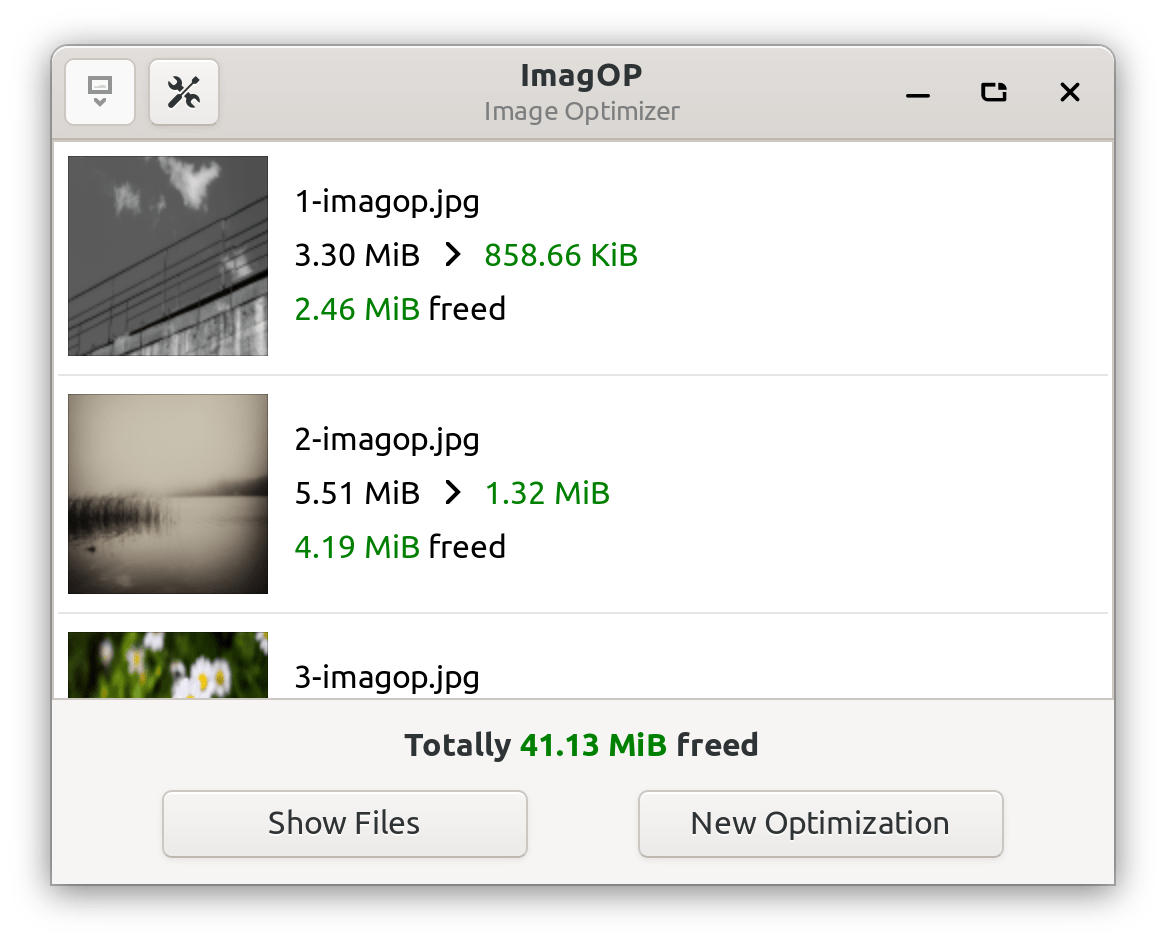 ImagOP
Image Optimizer
1-imagop.jpg
3.30 MiB > 858.66 KiB
2.46 MiB freed
2-imagop.jpg
5.51 MiB > 1.32 MiB
4.19 MiB freed
3-imagop.jpg
Totally 41.13 MiB freed
Show Files
New Optimization